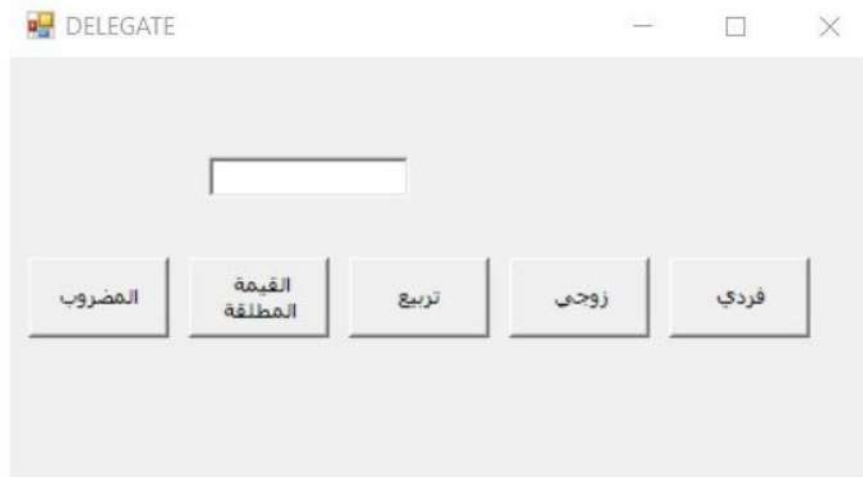 DELEGATE
فردي
زوجي
تربيع
القيمة
المطلقة
المضروب